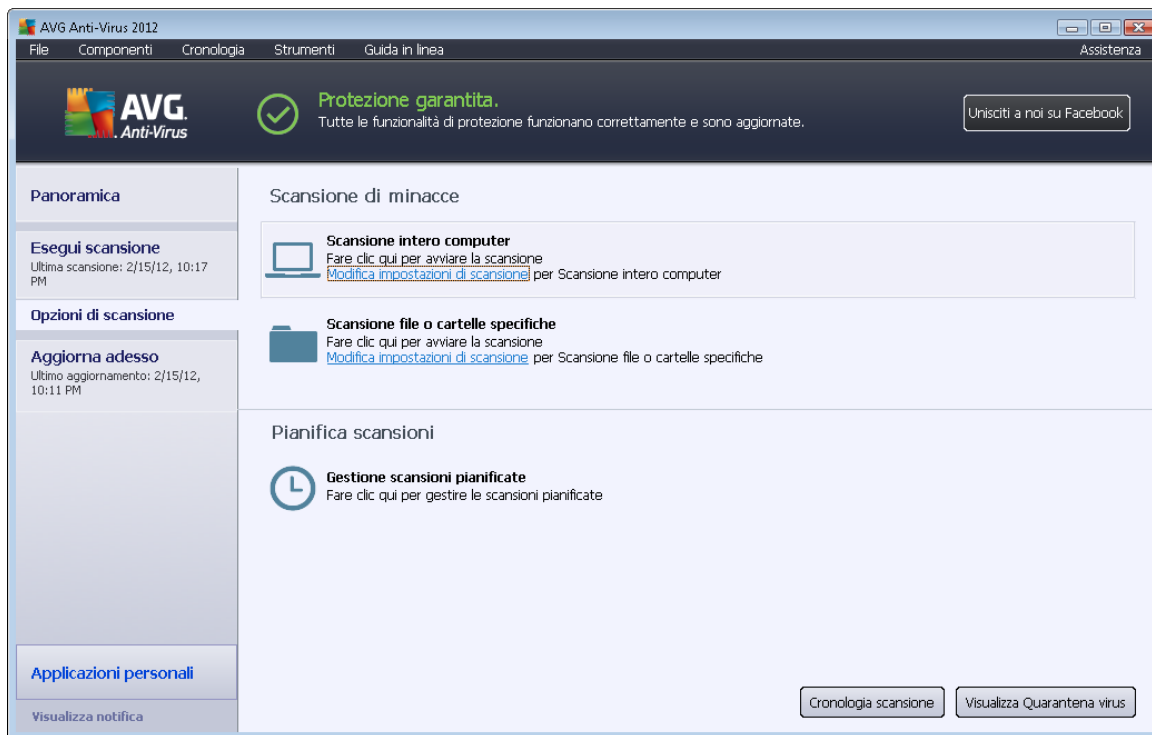 AVG Anti-Virus 2012
File Componenti Cronologia Strumenti Guida in linea Assistenza
AVG.
Anti-Virus
Protezione garantita.
Tutte le funzionalità di protezione funzionano correttamente e sono aggiornate.
Unisciti a noi su Facebook
Panoramica
Esegui scansione
Ultima scansione: 2/15/12, 10:17
PM
Opzioni di scansione
Aggiorna adesso
Ultimo aggiornamento: 2/15/12,
10:11 PM
Applicazioni personali
Visualizza notifica
Scansione di minacce
Scansione intero computer
Fare clic qui per avviare la scansione
Modifica impostazioni di scansione per Scansione intero computer
Scansione file o cartelle specifiche
Fare clic qui per avviare la scansione
Modifica impostazioni di scansione per Scansione file o cartelle specifiche
Pianifica scansioni
Gestione scansioni pianificate
Fare clic qui per gestire le scansioni pianificate
Cronologia scansione
Visualizza Quarantena virus